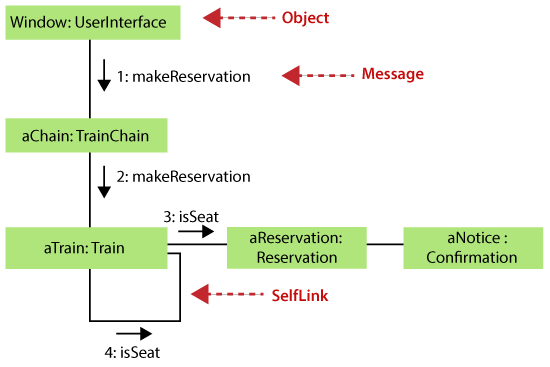 Window: UserInterface
Object
1: makeReservation
Message
aChain: TrainChain
2: makeReservation
3: isSeat
aTrain: Train
aReservation:
Reservation
aNotice :
Confirmation
SelfLink
4: isSeat